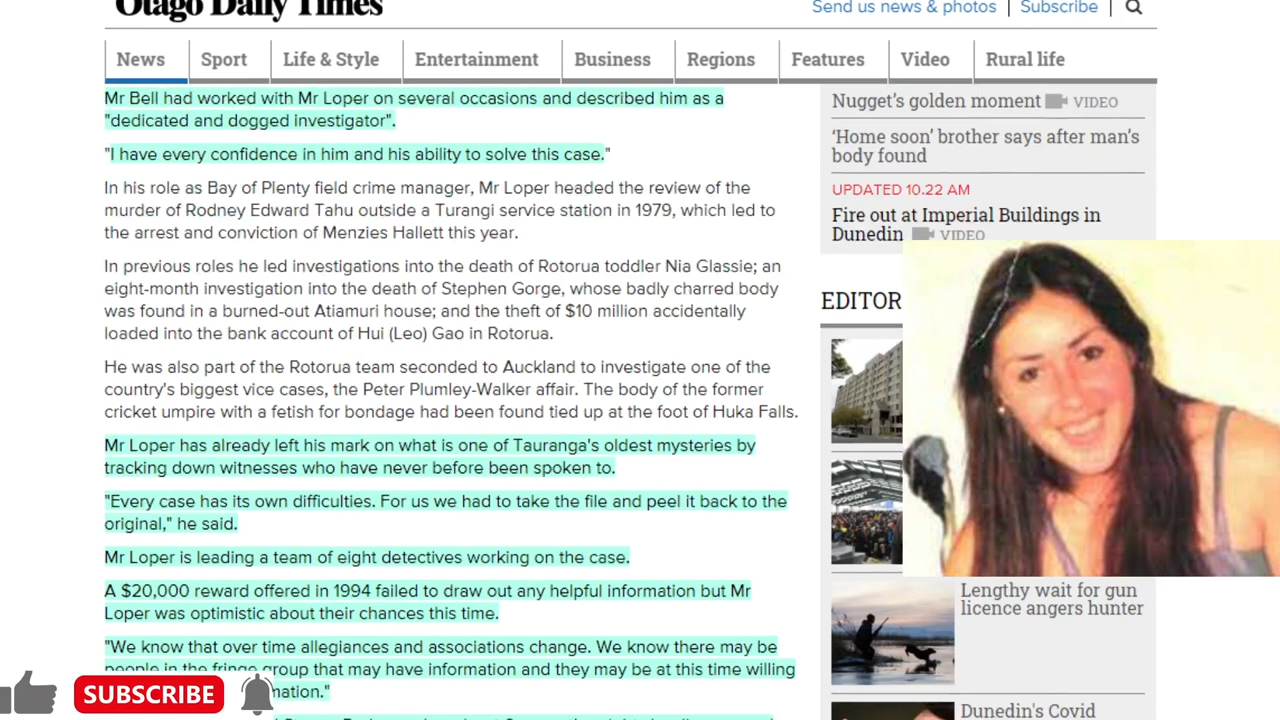 Otago Daily Times
Send us news & photos | Subscribe |
News
Sport
Life & Style
Entertainment
Business
Regions
Features
Video
Rural life
Mr Bell had worked with Mr Loper on several occasions and described him as a
"dedicated and dogged investigator".
"I have every confidence in him and his ability to solve this case."
In his role as Bay of Plenty field crime manager, Mr Loper headed the review of the
murder of Rodney Edward Tahu outside a Turangi service station in 1979, which led to
the arrest and conviction of Menzies Hallett this year.
In previous roles he led investigations into the death of Rotorua toddler Nia Glassie; an
eight-month investigation into the death of Stephen Gorge, whose badly charred body
was found in a burned-out Atiamuri house; and the theft of $10 million accidentally
loaded into the bank account of Hui (Leo) Gao in Rotorua.
He was also part of the Rotorua team seconded to Auckland to investigate one of the
country's biggest vice cases, the Peter Plumley-Walker affair. The body of the former
cricket umpire with a fetish for bondage had been found tied up at the foot of Huka Falls.
Mr Loper has already left his mark on what is one of Tauranga's oldest mysteries by
tracking down witnesses who have never before been spoken to.
"Every case has its own difficulties. For us we had to take the file and peel it back to the
original," he said.
Mr Loper is leading a team of eight detectives working on the case.
A $20,000 reward offered in 1994 failed to draw out any helpful information but Mr
Loper was optimistic about their chances this time.
"We know that over time allegiances and associations change. We know there may be
people in the fringe group that may have information and they may be at this time willing
mation."
SUBSCRIBE
Nugget's golden moment VIDEO
'Home soon' brother says after man's
body found
UPDATED 10.22 AM
Fire out at Imperial Buildings in
Dunedin VIDEO
EDITOR
Lengthy wait for gun
licence angers hunter
Dunedin's Covid